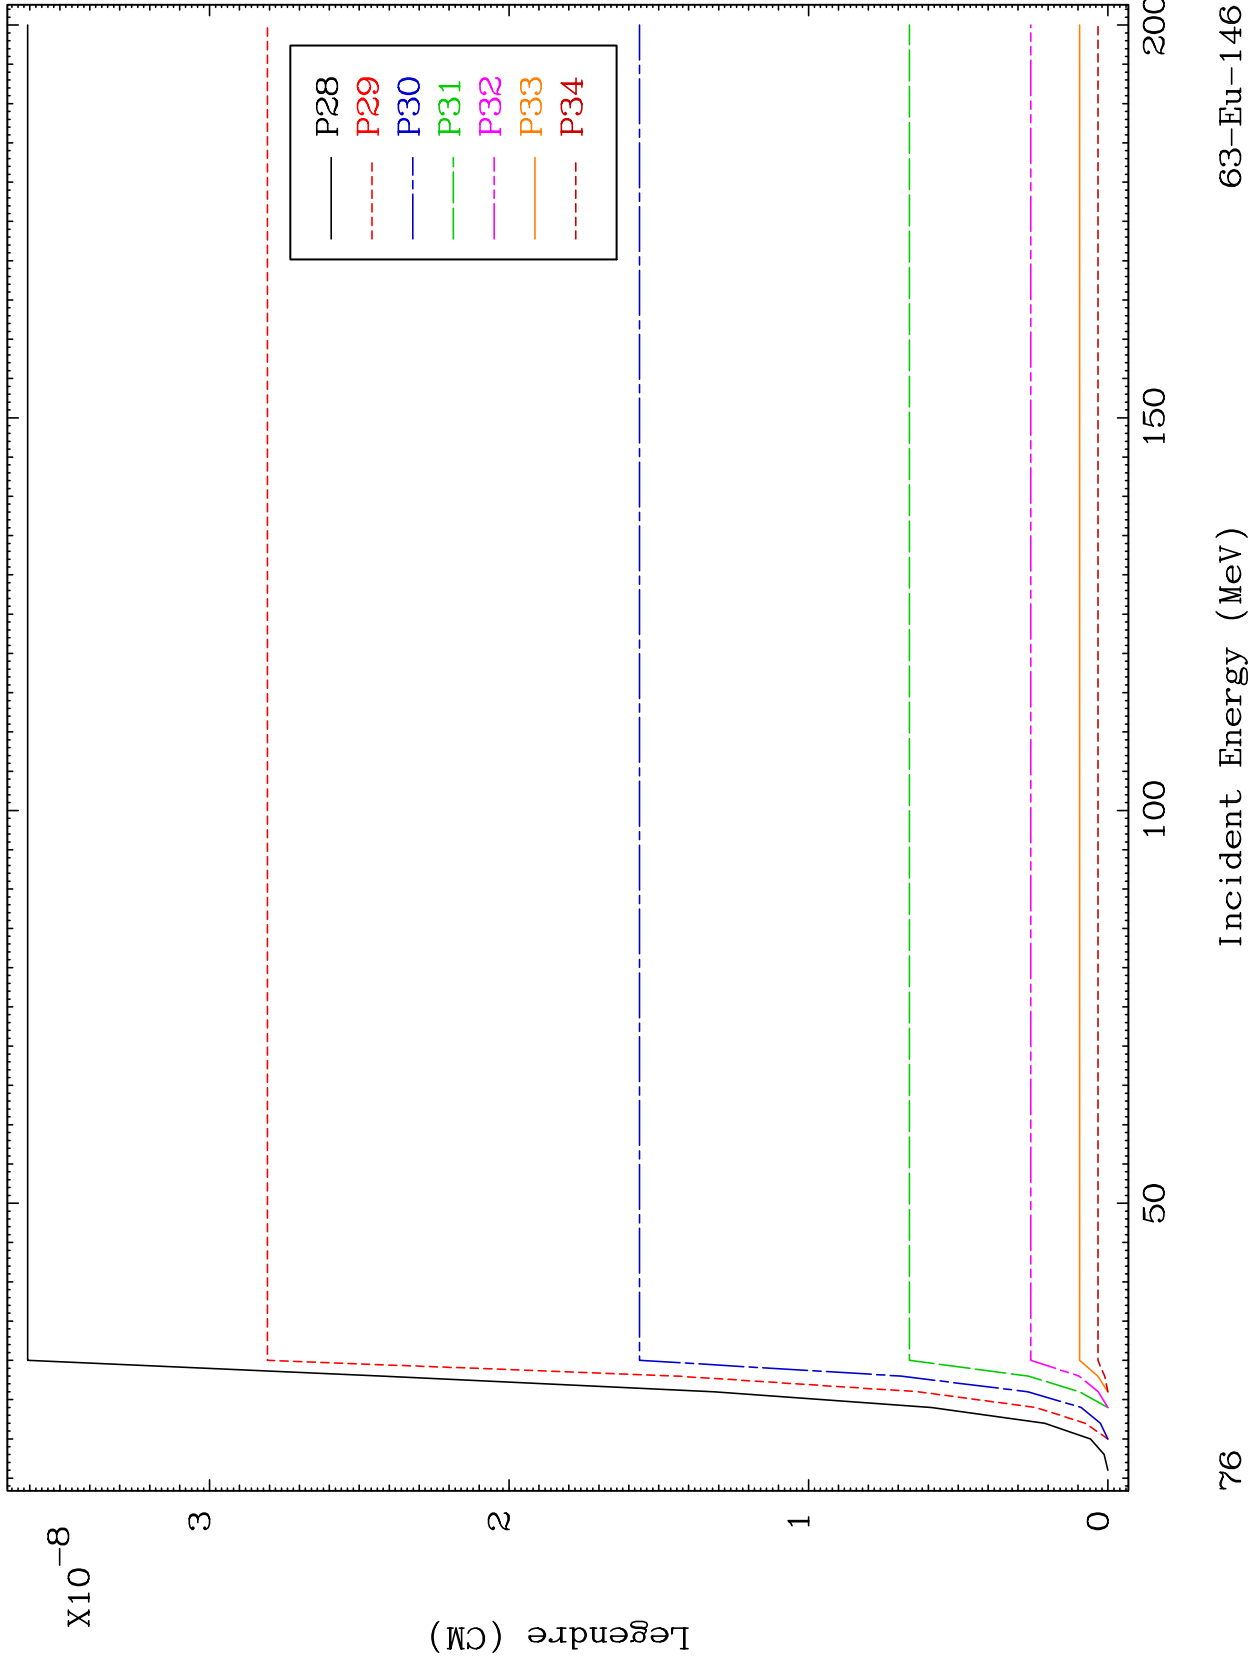 X10-8
3
2
1
0
Legendre (CM)
P28
P29
P30
P31
P32
P33
P34
50
100
150
200
Incident Energy (MeV)
76
63-Eu-146